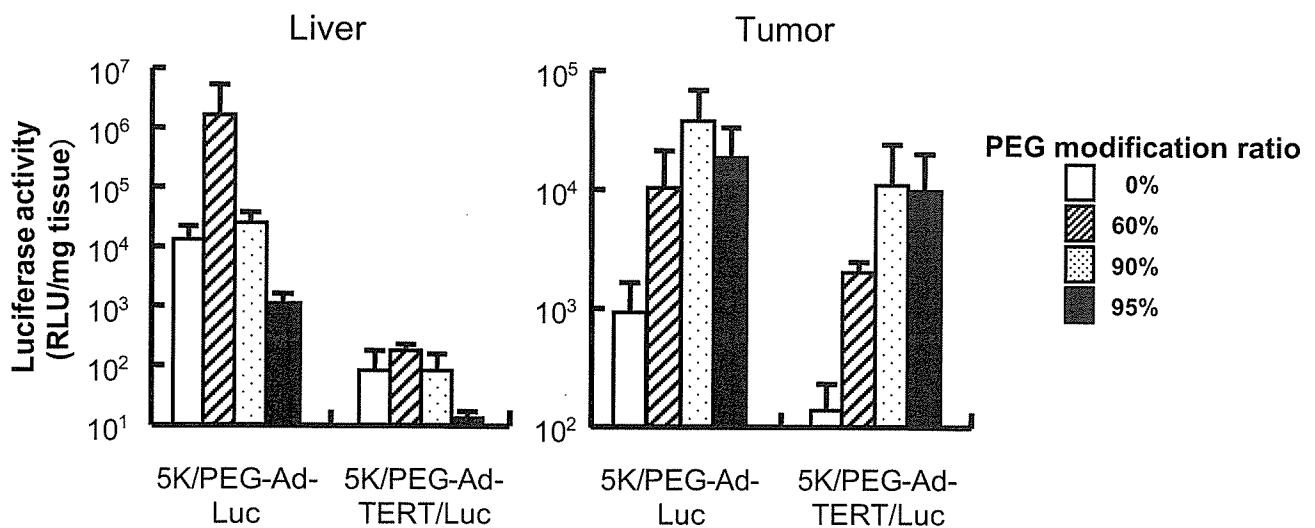 Liver
Tumor
Luciferase activity
(RLU/mg tissue)
10⁷
10⁶
10⁵
10⁴
10³
10²
10¹
5K/PEG-Ad-
Luc
5K/PEG-Ad-
TERT/Luc
10⁵
10⁴
10³
10²
5K/PEG-Ad-
Luc
5K/PEG-Ad-
TERT/Luc
PEG modification ratio
0%
60%
90%
95%